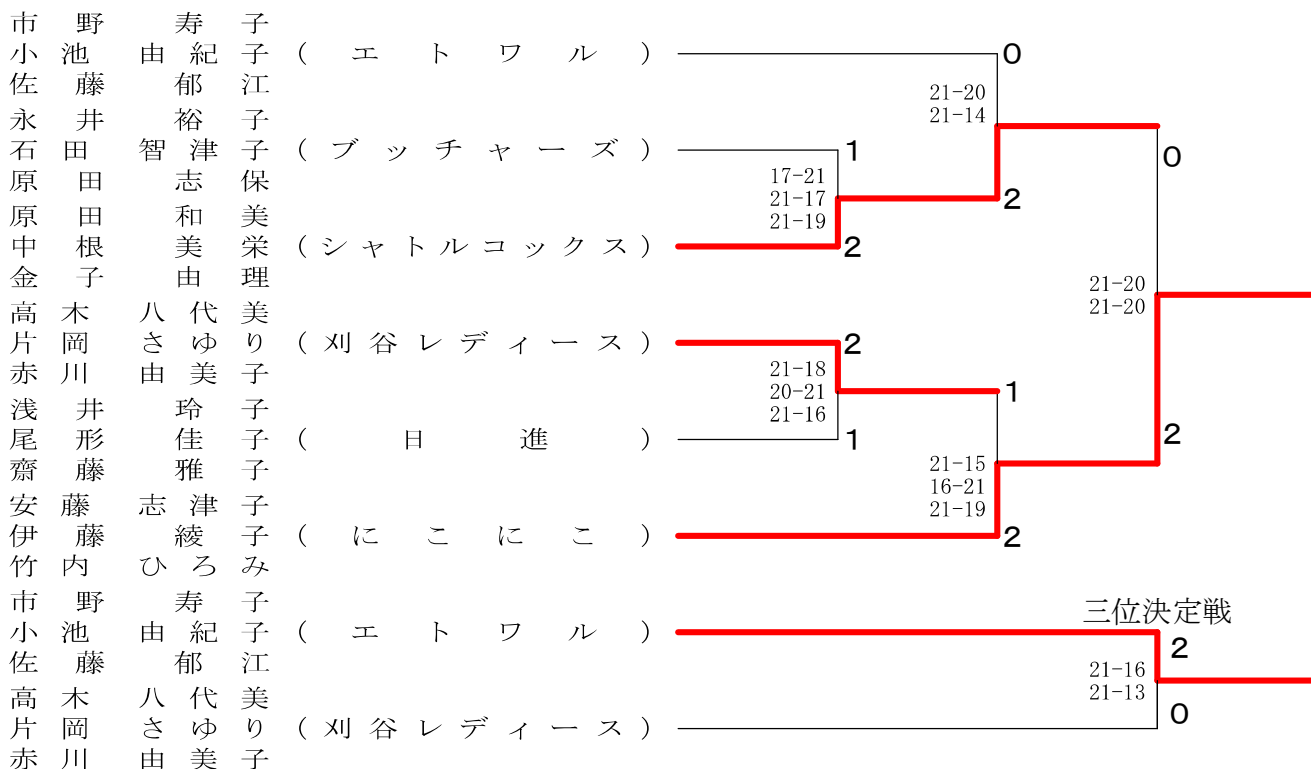 市野 寿子
小池 由紀子 (エトワル) 0
佐藤 郁江
21-20
21-14
永井 裕子
石田 智津子 (ブッチャーズ) 1
原田 志保
0
17-21
21-17
21-19
2
原田 和美
中根 美栄 (シャトルコックス) 2
金子 由理
21-20
21-20
高木 八代美
片岡 さゆり (刈谷レディース) 2
赤川 由美子
21-18
20-21
21-16
1
浅井 玲子
尾形 佳子 (日進) 1
齋藤 雅子
2
21-15
16-21
21-19
安藤 志津子
伊藤 綾子 (にこにこ) 2
竹内 ひろみ
三位決定戦
市野 寿子
小池 由紀子 (エトワル) 2
佐藤 郁江
21-16
21-13
高木 八代美
片岡 さゆり (刈谷レディース) 0
赤川 由美子